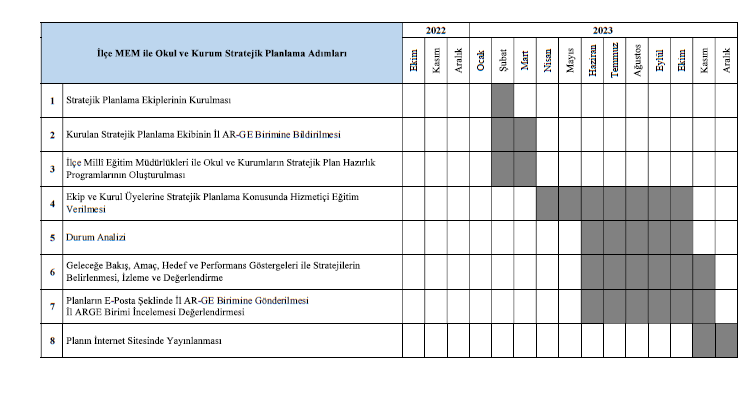 2022 2023
İlçe MEM ile Okul ve Kurum Stratejik Planlama Adımları
Ekim Kasım Aralık Ocak Şubat Mart Nisan Mayıs Haziran Temmuz Ağustos Eylül Ekim Kasım Aralık
1 Stratejik Planlama Ekiplerinin Kurulması
2 Kurulan Stratejik Planlama Ekibinin İl AR-GE Birimine Bildirilmesi
3 İlçe Millî Eğitim Müdürlükleri ile Okul ve Kurumların Stratejik Plan Hazırlık
Programlarının Oluşturulması
4 Ekip ve Kurul Üyelerine Stratejik Planlama Konusunda Hizmetiçi Eğitim
Verilmesi
5 Durum Analizi
6 Geleceğe Bakış, Amaç, Hedef ve Performans Göstergeleri ile Stratejilerin
Belirlenmesi, İzleme ve Değerlendirme
7 Planların E-Posta Şeklinde İl AR-GE Birimine Gönderilmesi
İl ARGE Birimi İncelemesi Değerlendirmesi
8 Planın İnternet Sitesinde Yayınlanması